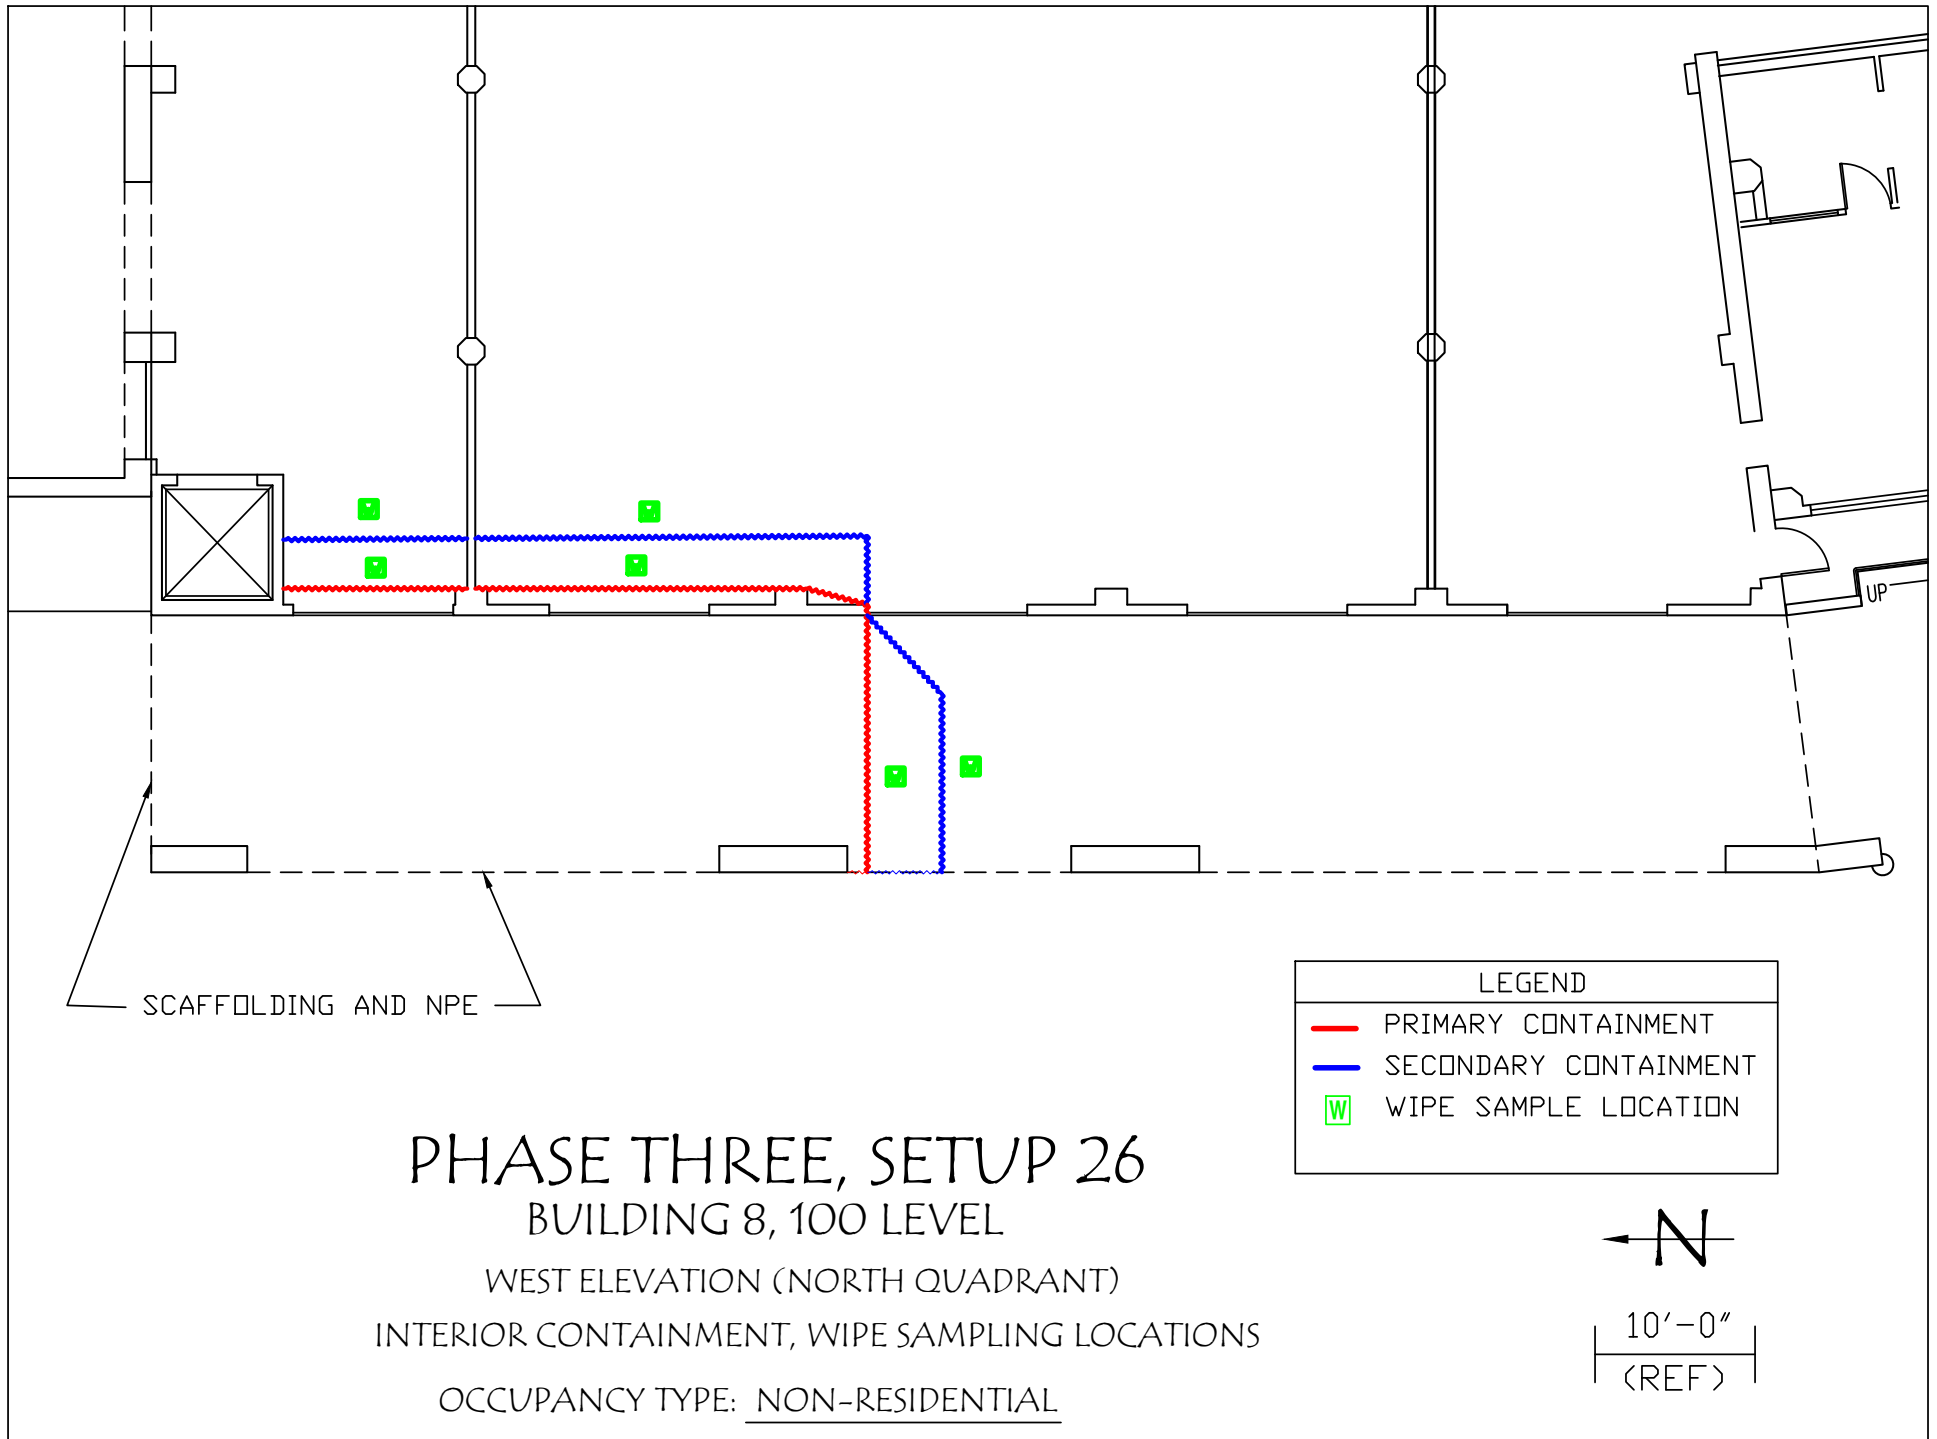 UP
SCAFFOLDING AND NPE
LEGEND
PRIMARY CONTAINMENT
SECONDARY CONTAINMENT
W WIPE SAMPLE LOCATION
PHASE THREE, SETUP 26
BUILDING 8, 100 LEVEL
WEST ELEVATION (NORTH QUADRANT)
INTERIOR CONTAINMENT, WIPE SAMPLING LOCATIONS
OCCUPANCY TYPE: NON-RESIDENTIAL
N
10'-0"
(REF)